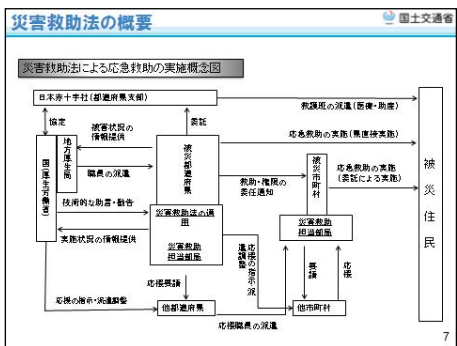 災害救助法の概要
国土交通省
災害救助法による応急救助の実施概念図
日本赤十字社(都道府県支部)
救護班の派遣(医療・助産)
協定
委託
被害状況の
情報提供
応急救助の実施(県直接実施)
国(厚生労働省)
地方厚生局
被災都道府県
被災市町村
被災住民
職員の派遣
救助・権限の
委任通知
応急救助の実施
(委託による実施)
技術的な助言・勧告
災害救助法の適
用
災害救助
担当部局
災害救助
担当部局
実施状況の情報提供
応援の指示派
遣調整
要請
応援
応援要請
応援の指示・派遣調整
他都道府県
他市町村
応援職員の派遣
7